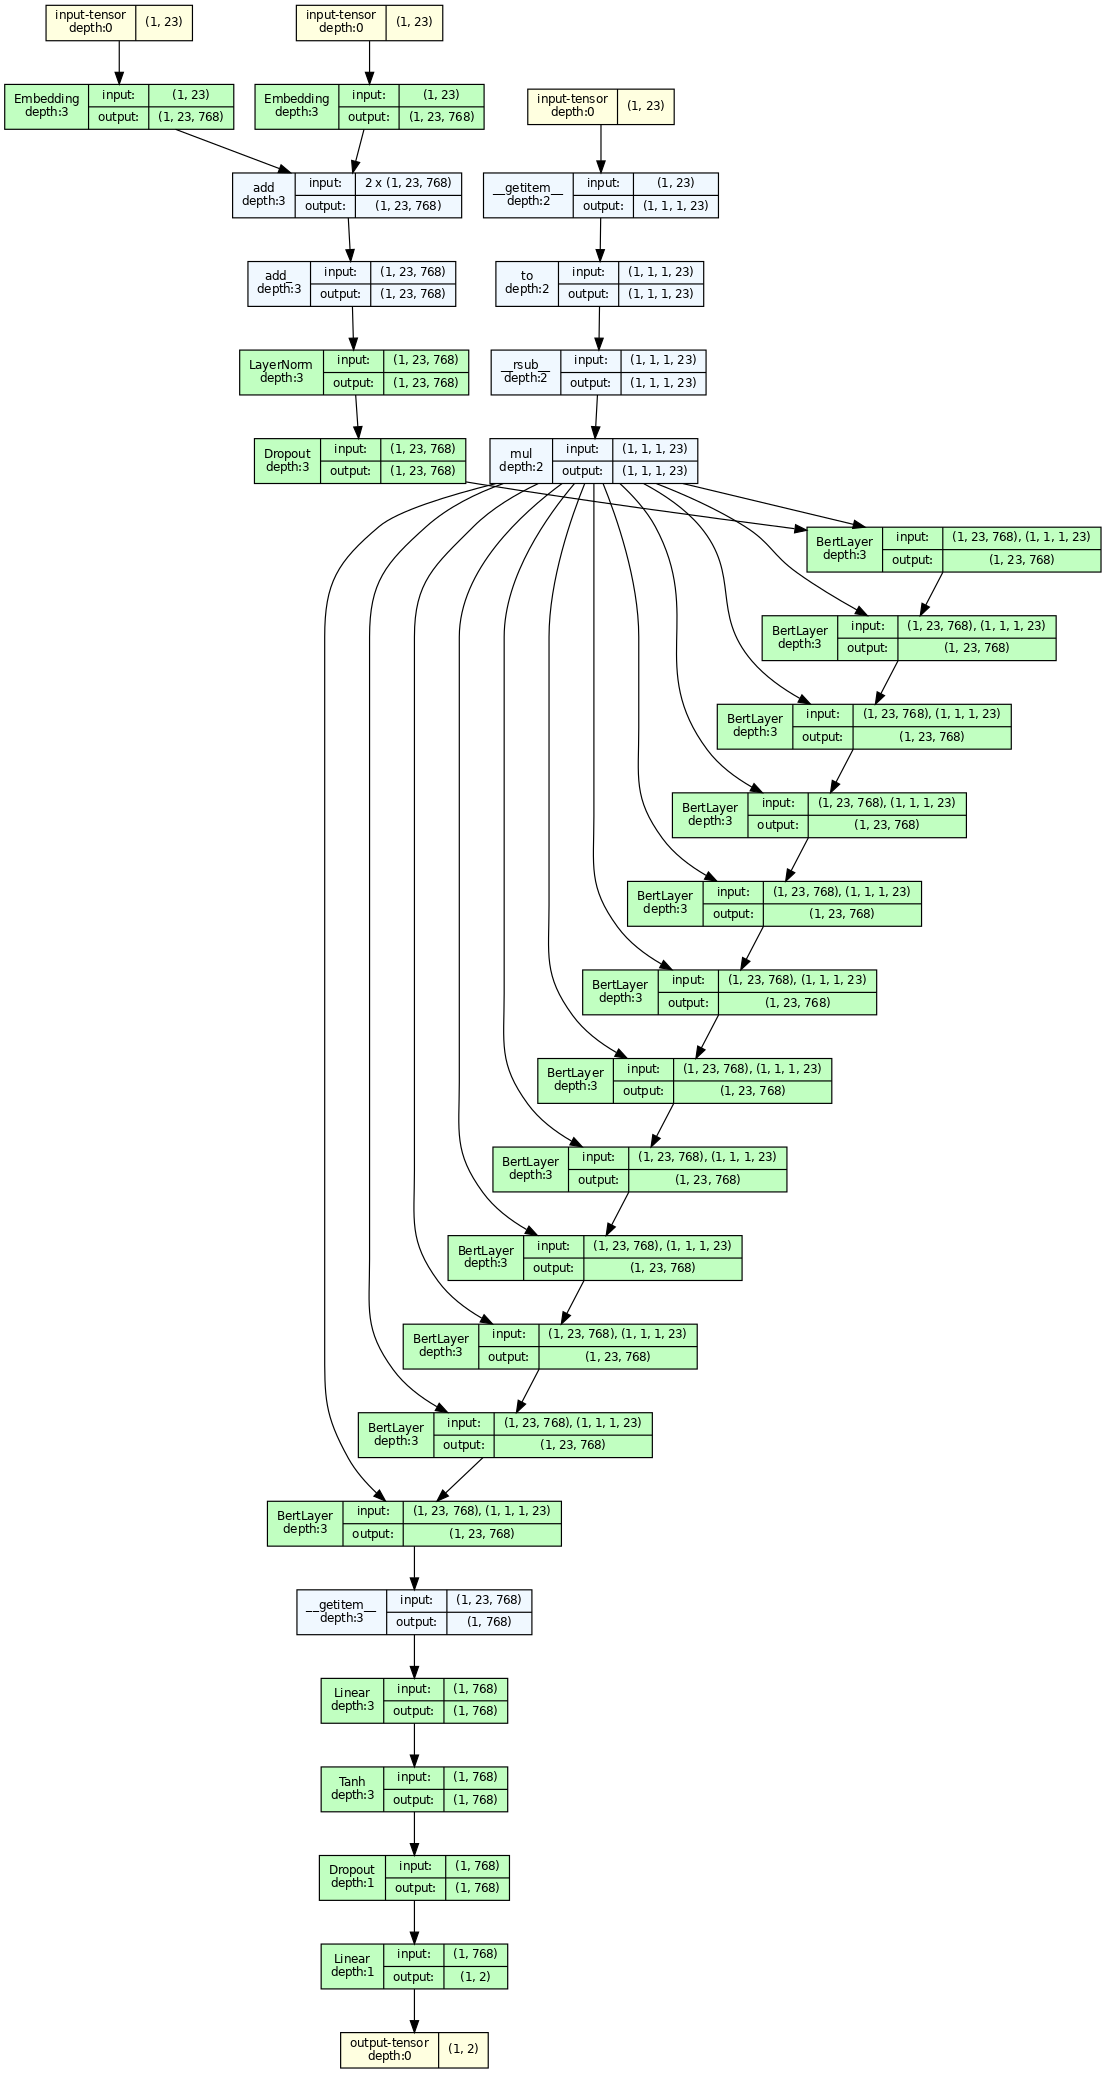 input-tensor
depth:0
(1, 23)
input-tensor
depth:0
(1, 23)
Embedding
depth:3
input:
(1, 23)
output:
(1, 23, 768)
Embedding
depth:3
input:
(1, 23)
output:
(1, 23, 768)
input-tensor
depth:0
(1, 23)
add
depth:3
input:
2 x (1, 23, 768)
output:
(1, 23, 768)
__getitem__
depth:2
input:
(1, 23)
output:
(1, 1, 1, 23)
add_
depth:3
input:
(1, 23, 768)
output:
(1, 23, 768)
to
depth:2
input:
(1, 1, 1, 23)
output:
(1, 1, 1, 23)
LayerNorm
depth:3
input:
(1, 23, 768)
output:
(1, 23, 768)
__rsub__
depth:2
input:
(1, 1, 1, 23)
output:
(1, 1, 1, 23)
Dropout
depth:3
input:
(1, 23, 768)
output:
(1, 23, 768)
mul
depth:2
input:
(1, 1, 1, 23)
output:
(1, 1, 1, 23)
BertLayer
depth:3
input:
(1, 23, 768), (1, 1, 1, 23)
output:
(1, 23, 768)
BertLayer
depth:3
input:
(1, 23, 768), (1, 1, 1, 23)
output:
(1, 23, 768)
BertLayer
depth:3
input:
(1, 23, 768), (1, 1, 1, 23)
output:
(1, 23, 768)
BertLayer
depth:3
input:
(1, 23, 768), (1, 1, 1, 23)
output:
(1, 23, 768)
BertLayer
depth:3
input:
(1, 23, 768), (1, 1, 1, 23)
output:
(1, 23, 768)
BertLayer
depth:3
input:
(1, 23, 768), (1, 1, 1, 23)
output:
(1, 23, 768)
BertLayer
depth:3
input:
(1, 23, 768), (1, 1, 1, 23)
output:
(1, 23, 768)
BertLayer
depth:3
input:
(1, 23, 768), (1, 1, 1, 23)
output:
(1, 23, 768)
BertLayer
depth:3
input:
(1, 23, 768), (1, 1, 1, 23)
output:
(1, 23, 768)
BertLayer
depth:3
input:
(1, 23, 768), (1, 1, 1, 23)
output:
(1, 23, 768)
BertLayer
depth:3
input:
(1, 23, 768), (1, 1, 1, 23)
output:
(1, 23, 768)
BertLayer
depth:3
input:
(1, 23, 768), (1, 1, 1, 23)
output:
(1, 23, 768)
__getitem__
depth:3
input:
(1, 23, 768)
output:
(1, 768)
Linear
depth:3
input:
(1, 768)
output:
(1, 768)
Tanh
depth:3
input:
(1, 768)
output:
(1, 768)
Dropout
depth:1
input:
(1, 768)
output:
(1, 768)
Linear
depth:1
input:
(1, 768)
output:
(1, 2)
output-tensor
depth:0
(1, 2)